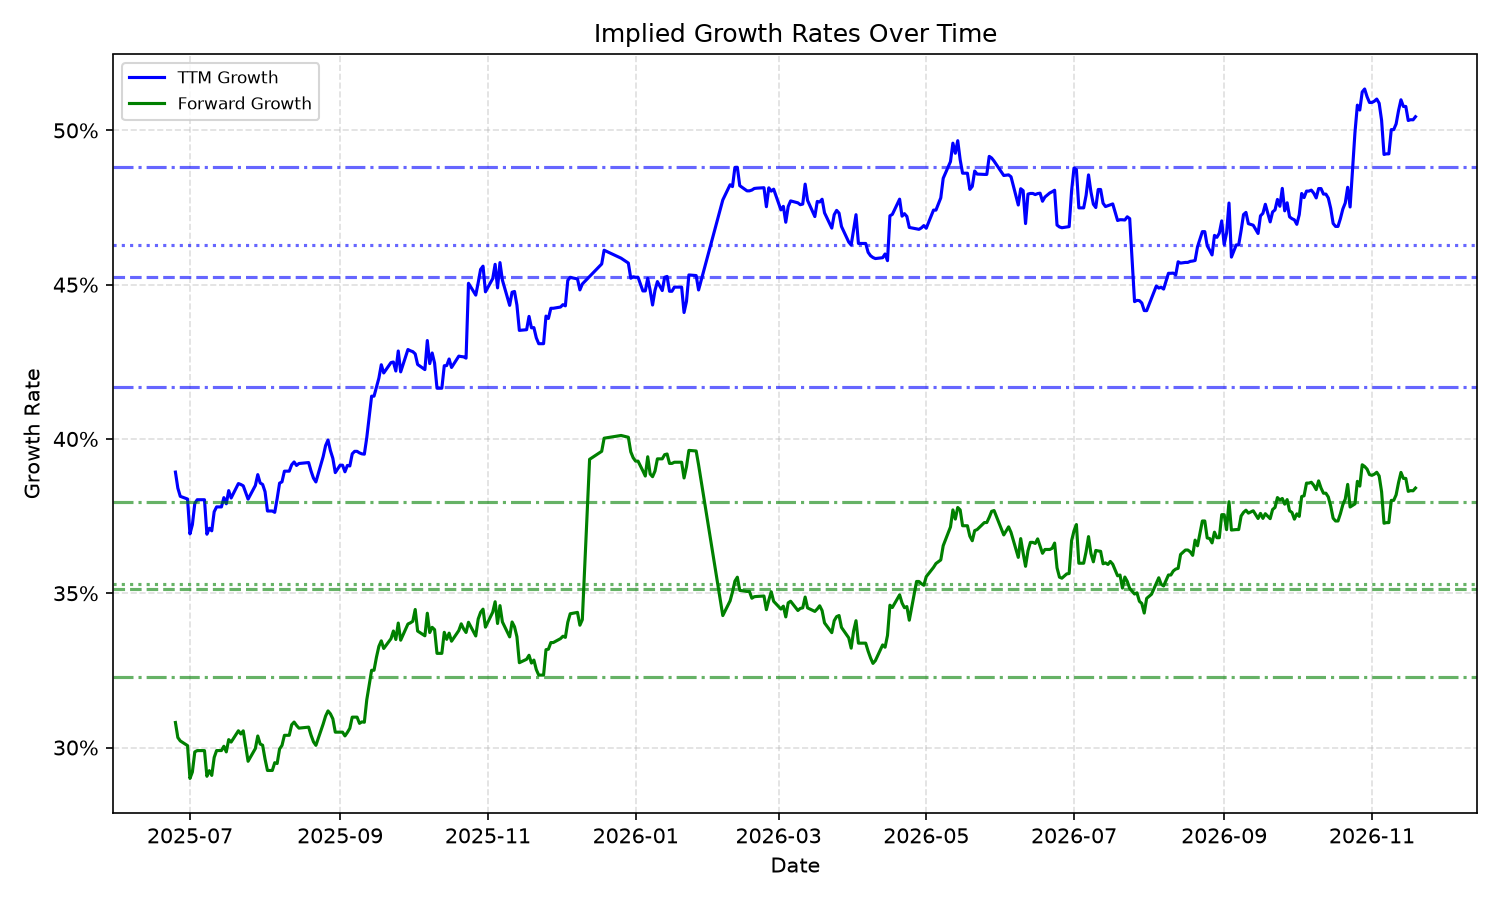 Implied Growth Rates Over Time
TTM Growth
Forward Growth
Growth Rate
50%
45%
40%
35%
30%
2025-07
2025-09
2025-11
2026-01
2026-03
2026-05
2026-07
2026-09
2026-11
Date